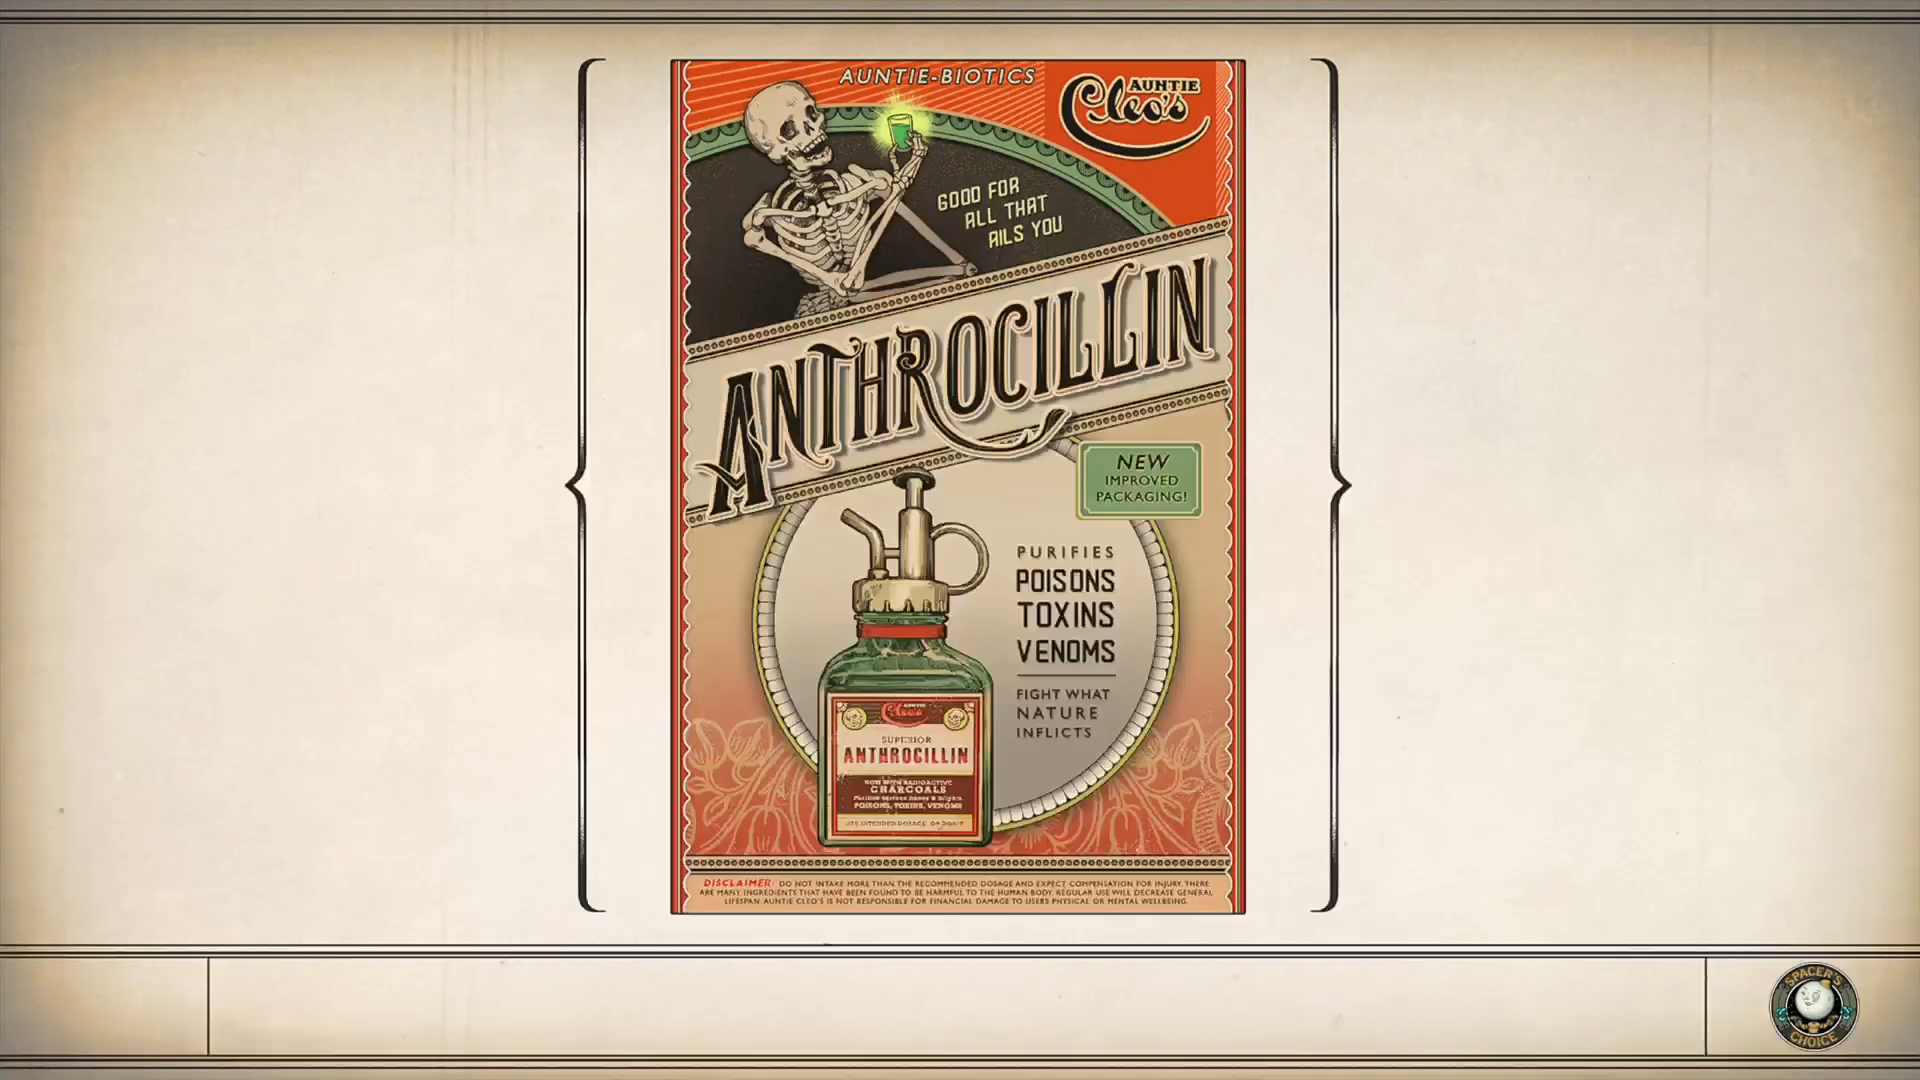 AUNTIE-BIOTICS
AUNTIE
Cleo's
GOOD FOR
ALL THAT
AILS YOU
ANTHROCILLIN
NEW
IMPROVED
PACKAGING!
PURIFIES
POISONS
TOXINS
VENOMS
FIGHT WHAT
NATURE
INFLICTS
AUNTIE
Cleo's
SUPERIOR
ANTHROCILLIN
NOW WITH RADIOACTIVE
CHARCOALS
POISONS, TOXINS, VENOMS
DISCLAIMER: DO NOT INTAKE MORE THAN THE RECOMMENDED DOSAGE AND EXPECT COMPENSATION FOR INJURY. THERE
ARE MANY INGREDIENTS THAT HAVE BEEN FOUND TO BE HARMFUL TO THE HUMAN BODY. REGULAR USE WILL DECREASE GENERAL
LIFESPAN. AUNTIE CLEO'S IS NOT RESPONSIBLE FOR FINANCIAL DAMAGE TO USERS PHYSICAL OR MENTAL WELLBEING.
SPACER'S
CHOICE